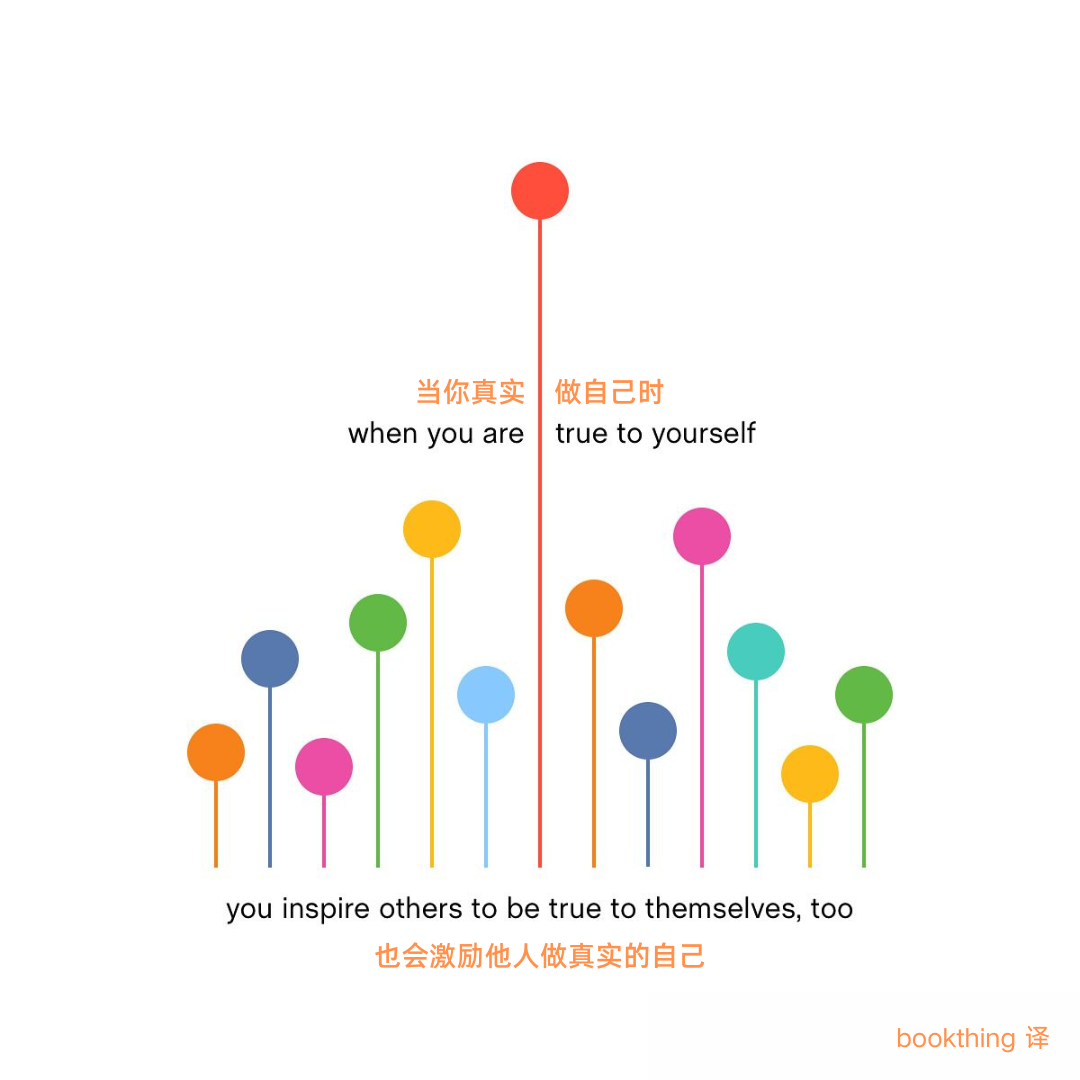 当你真实 做自己时
when you are true to yourself
you inspire others to be true to themselves, too
也会激励他人做真实的自己
bookthing 译